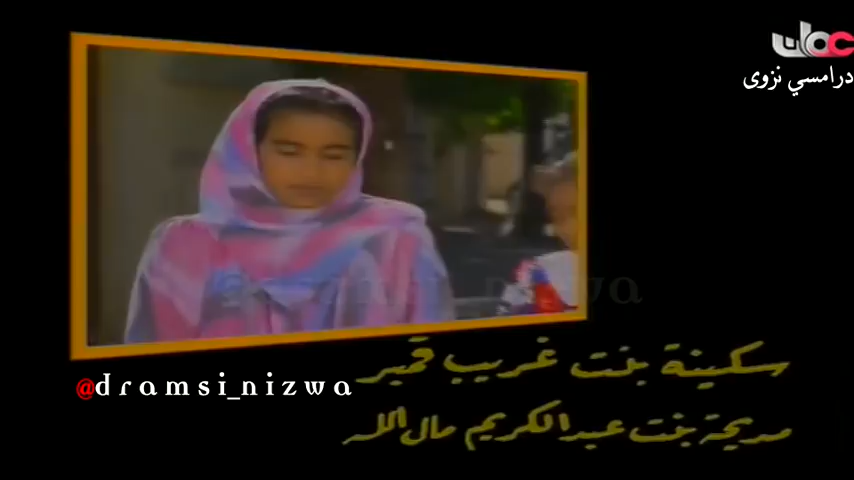 درامسي نزوى
@dramsi_nizwa
سكينة بنت غريب قمبر
مديحة بنت عبدالكريم مال الله